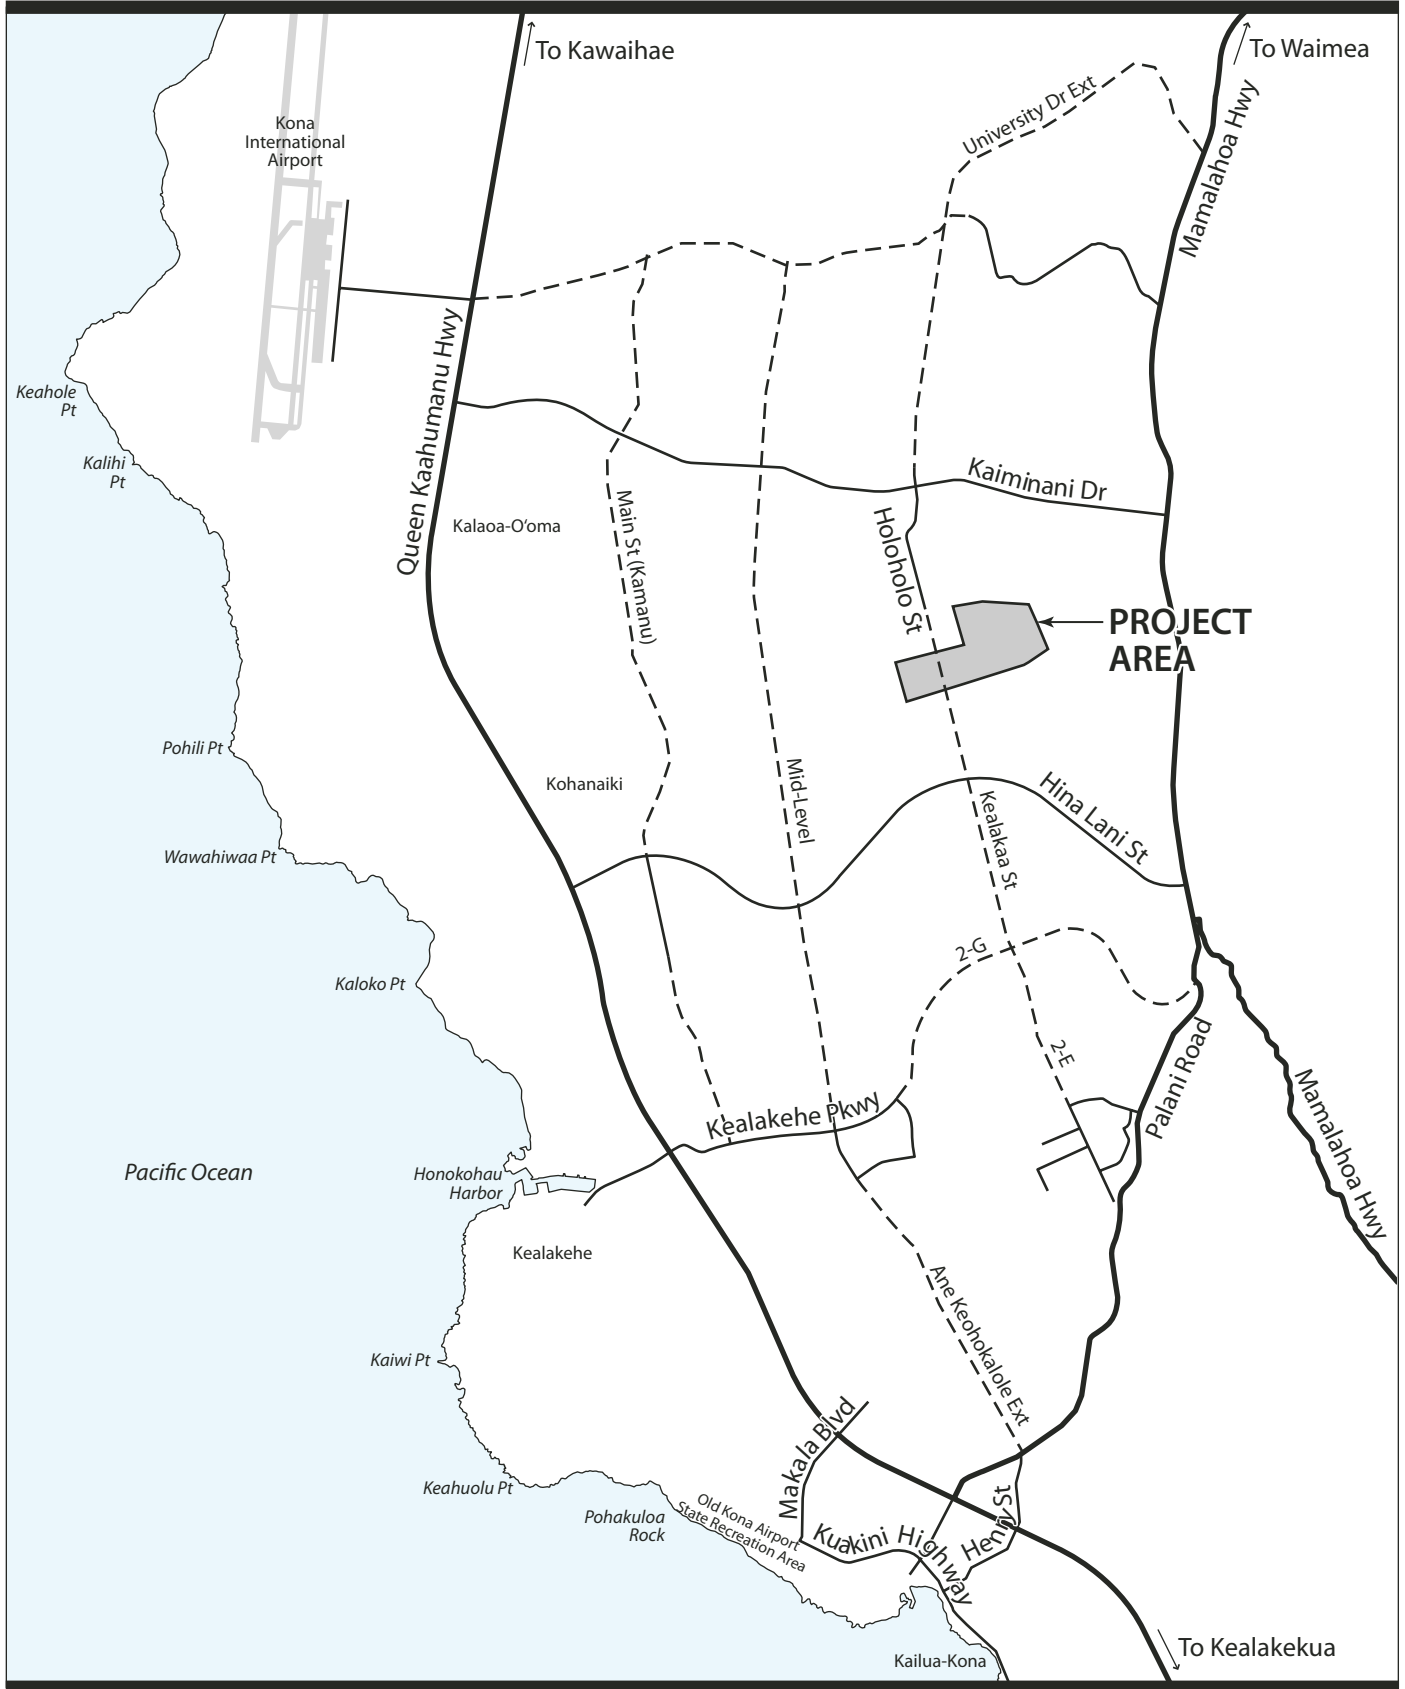 To Kawaihae
To Waimea
University Dr Ext
Kona
International
Airport
Mamalahoa Hwy
Queen Kaahumanu Hwy
Keahole
Pt
Kalihi
Pt
Kaiminani Dr
Kalaoa-O‘oma
Main St (Kamanu)
Holoholo St
PROJECT
AREA
Pohili Pt
Kohanaiki
Mid-Level
Hina Lani St
Kealakaa St
Wawahiwaa Pt
2-G
Kaloko Pt
2-E
Palani Road
Mamalahoa Hwy
Kealakehe Pkwy
Pacific Ocean
Honokohau
Harbor
Kealakehe
Ane Keohokalole Ext
Kaiwi Pt
Makala Blvd
Keahuolu Pt
Henry St
Pohakuloa
Rock
Old Kona Airport
State Recreation Area
Kuakini Highway
Kailua-Kona
To Kealakekua